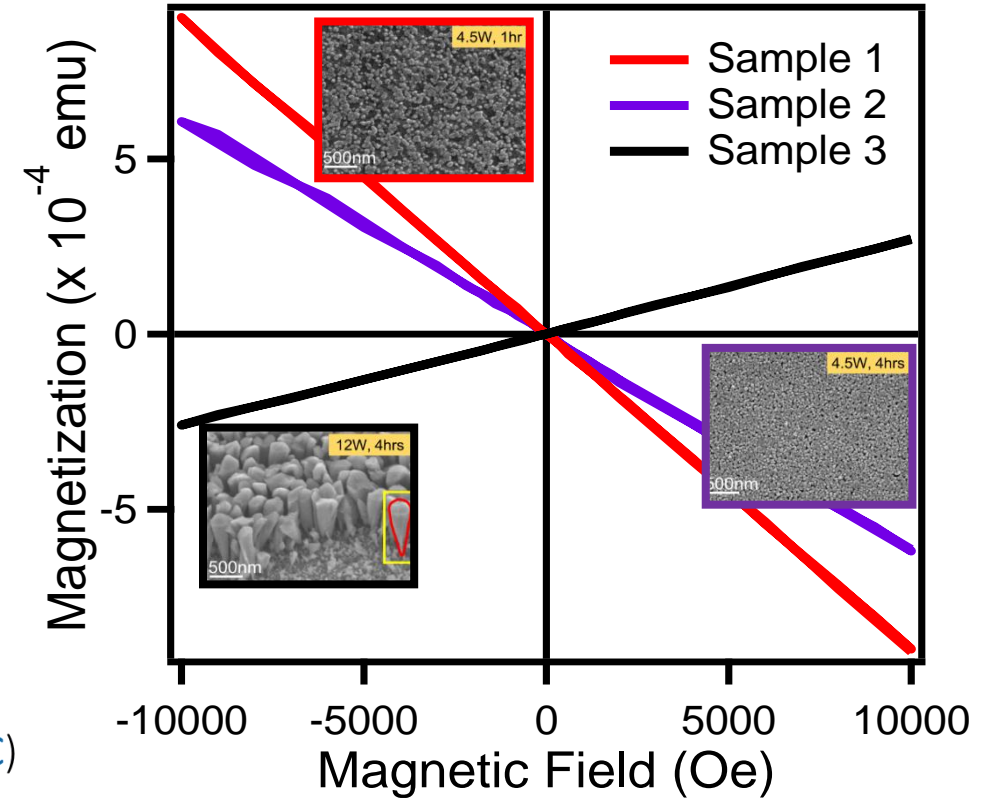 Magnetization (x 10-4 emu)
5
0
-5
4.5W, 1hr
500nm
Sample 1
Sample 2
Sample 3
4.5W, 4hrs
500nm
12W, 4hrs
500nm
-10000 -5000 0 5000 10000
Magnetic Field (Oe)
)